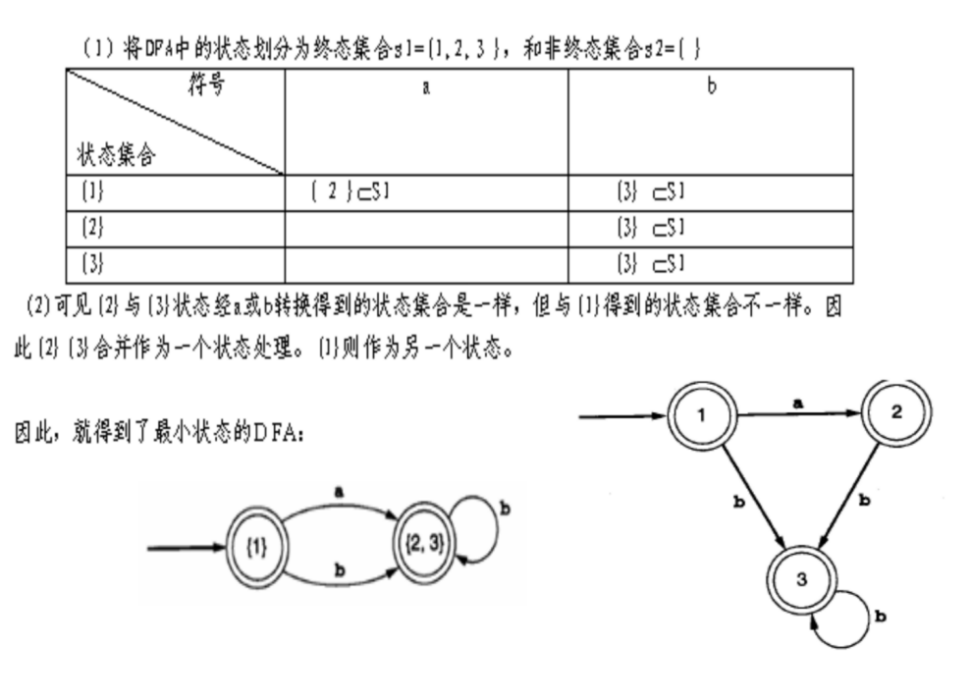 (1) 将DFA中的状态划分为终态集合s1={1,2,3 }, 和非终态集合s2={ }
符号 a b
状态集合
{1} { 2 }⊂S1 {3} ⊂S1
{2} {3} ⊂S1
{3} {3} ⊂S1
(2)可见{2}与{3}状态经a或b转换得到的状态集合是一样，但与{1}得到的状态集合不一样。因
此{2} {3}合并作为一个状态处理。{1}则作为另一个状态。
因此，就得到了最小状态的DFA:
a
{1} {2, 3} b
b
1 a 2
b b
3
b